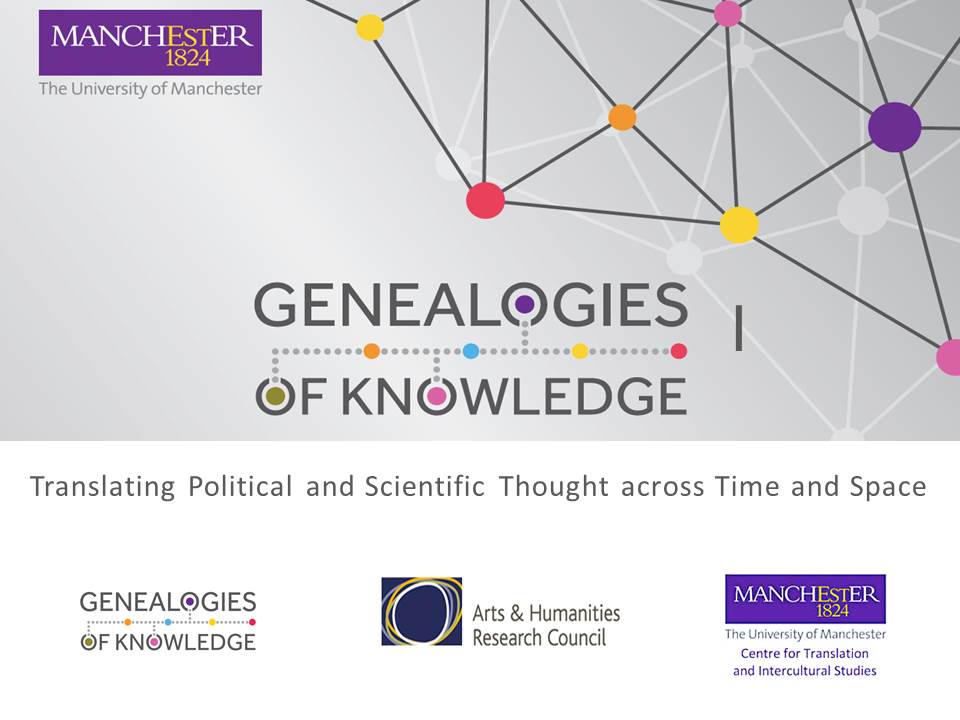 MANCHESTER
1824
The University of Manchester
GENEALOGIES I
OF KNOWLEDGE
Translating Political and Scientific Thought across Time and Space
GENEALOGIES
OF KNOWLEDGE
Arts & Humanities
Research Council
MANCHESTER
1824
The University of Manchester
Centre for Translation
and Intercultural Studies